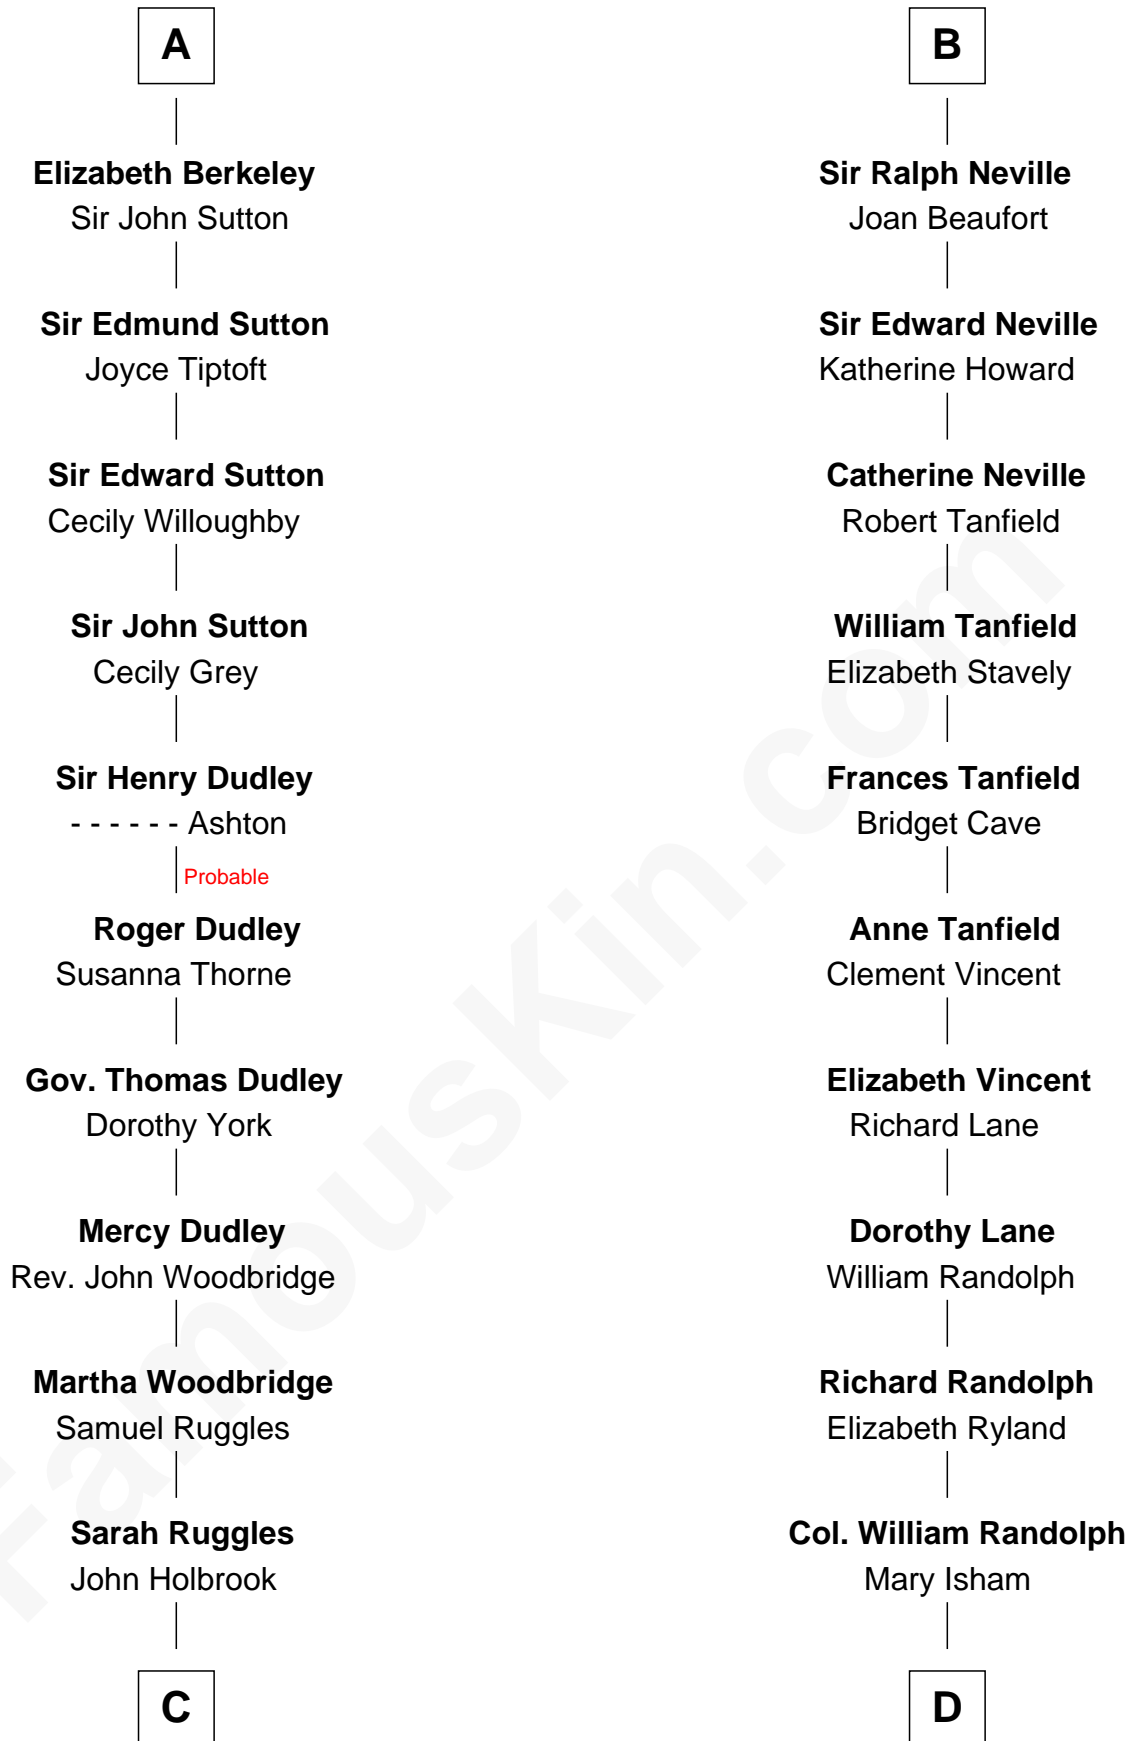 A
Elizabeth Berkeley
Sir John Sutton
Sir Edmund Sutton
Joyce Tiptoft
Sir Edward Sutton
Cecily Willoughby
Sir John Sutton
Cecily Grey
Sir Henry Dudley
- - - - - - Ashton
Probable
Roger Dudley
Susanna Thorne
Gov. Thomas Dudley
Dorothy York
Mercy Dudley
Rev. John Woodbridge
Martha Woodbridge
Samuel Ruggles
Sarah Ruggles
John Holbrook
C
B
Sir Ralph Neville
Joan Beaufort
Sir Edward Neville
Katherine Howard
Catherine Neville
Robert Tanfield
William Tanfield
Elizabeth Stavely
Frances Tanfield
Bridget Cave
Anne Tanfield
Clement Vincent
Elizabeth Vincent
Richard Lane
Dorothy Lane
William Randolph
Richard Randolph
Elizabeth Ryland
Col. William Randolph
Mary Isham
D
FamousKin.com